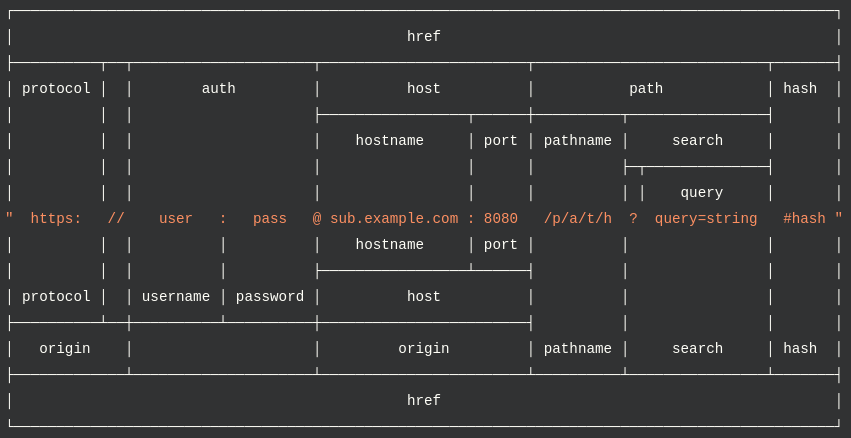 href
protocol auth host path hash
hostname port pathname search
query
" https: // user : pass @ sub.example.com : 8080 /p/a/t/h ? query=string #hash "
hostname port
protocol username password host
origin origin pathname search hash
href